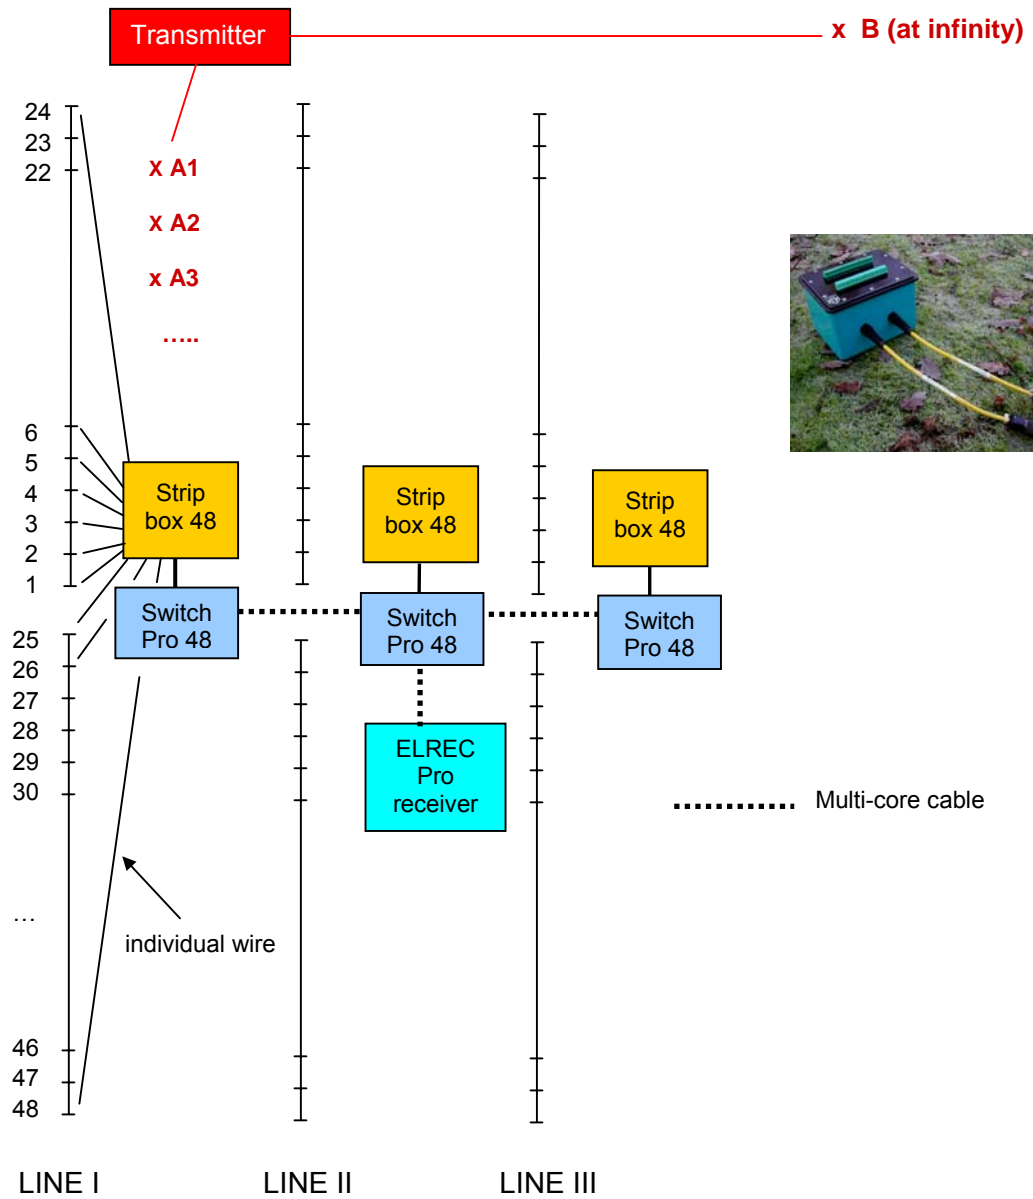 Transmitter
x B (at infinity)
24
23
22
x A1
x A2
x A3
.....
6
5
4
3
2
1
Strip
box 48
Strip
box 48
Strip
box 48
Switch
Pro 48
Switch
Pro 48
Switch
Pro 48
25
26
27
28
29
30
ELREC
Pro
receiver
Multi-core cable
...
individual wire
46
47
48
LINE I
LINE II
LINE III